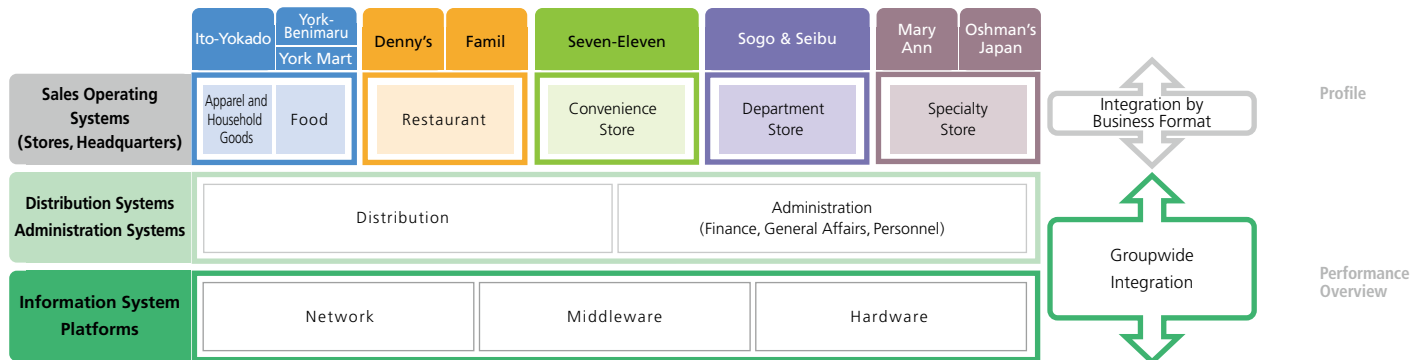 Ito-Yokado
York-
Benimaru
York Mart
Denny's
Famil
Seven-Eleven
Sogo & Seibu
Mary
Ann
Oshman's
Japan
Sales Operating
Systems
(Stores, Headquarters)
Apparel and
Household
Goods
Food
Restaurant
Convenience
Store
Department
Store
Specialty
Store
Integration by
Business Format
Profile
Distribution Systems
Administration Systems
Distribution
Administration
(Finance, General Affairs, Personnel)
Groupwide
Integration
Performance
Overview
Information System
Platforms
Network
Middleware
Hardware